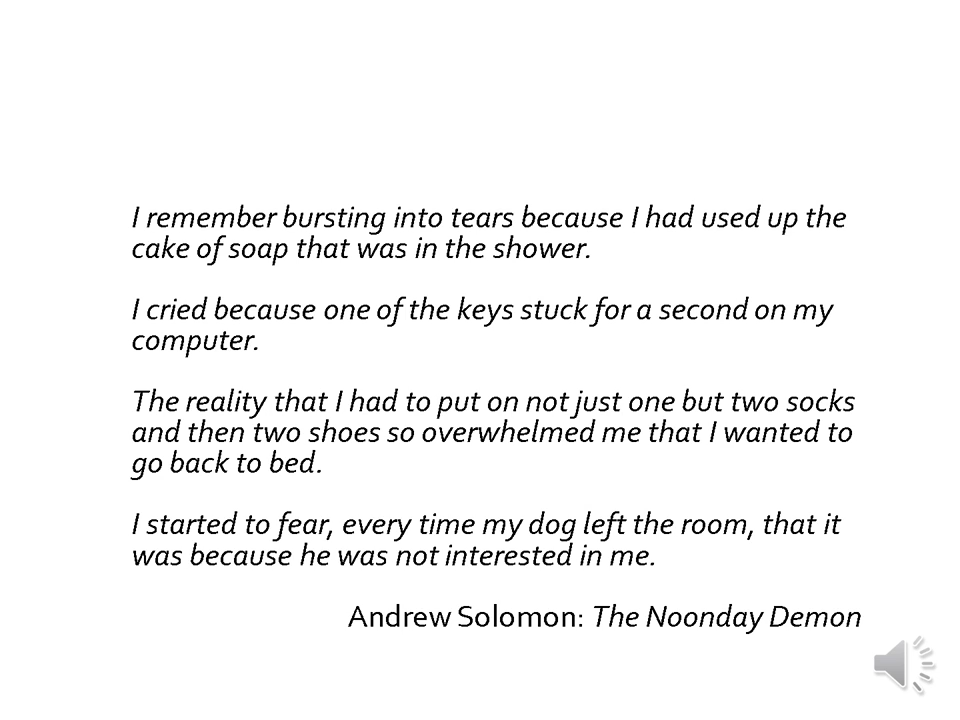 I remember bursting into tears because I had used up the
cake of soap that was in the shower.
I cried because one of the keys stuck for a second on my
computer.
The reality that I had to put on not just one but two socks
and then two shoes so overwhelmed me that I wanted to
go back to bed.
I started to fear, every time my dog left the room, that it
was because he was not interested in me.
Andrew Solomon: The Noonday Demon